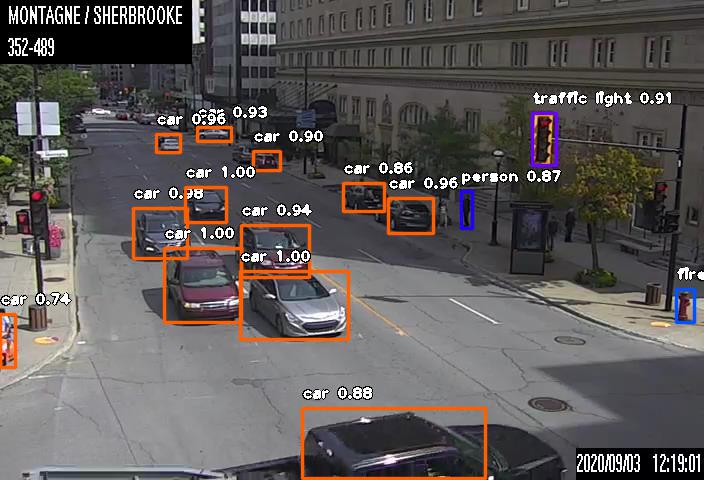 MONTAGNE / SHERBROOKE
352-489
car 0.93
car 0.96
car 0.90
traffic light 0.91
car 1.00
car 0.86
car 0.96
person 0.87
car 0.98
car 0.94
car 1.00
car 1.00
fire
car 0.74
car 0.88
2020/09/03 12:19:01